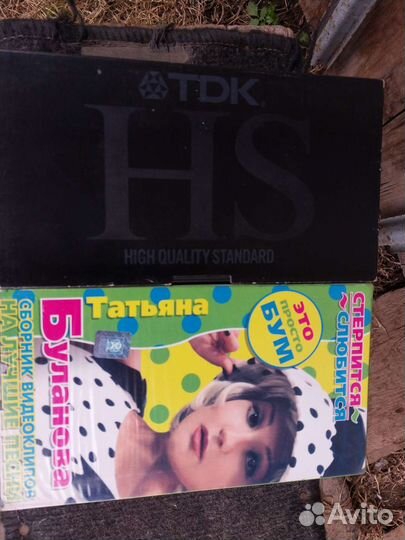 TDK
HS
HIGH QUALITY STANDARD
Татьяна
Буланова
СБОРНИК ВИДЕОКЛИПОВ
НА ЛУЧШИЕ ПЕСНИ
ЭТО
ПРОСТО
БУМ
СТЕРПИТСЯ~
~СЛЮБИТСЯ
Avito